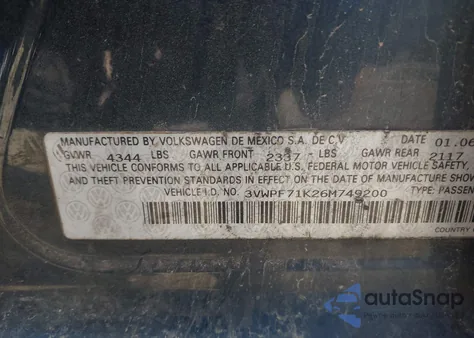 MANUFACTURED BY VOLKSWAGEN DE MEXICO S.A. DE C.V DATE 01.06
GVWR 4344 LBS GAWR FRONT 2337 LBS GAWR REAR 2117
THIS VEHICLE CONFORMS TO ALL APPLICABLE U.S. FEDERAL MOTOR VEHICLE SAFETY
AND THEFT PREVENTION STANDARDS IN EFFECT ON THE DATE OF MANUFACTURE SHOW
VEHICLE I.D. NO. 3VWPF71K26M749200 TYPE: PASSEN
COUNTRY
autoSnap